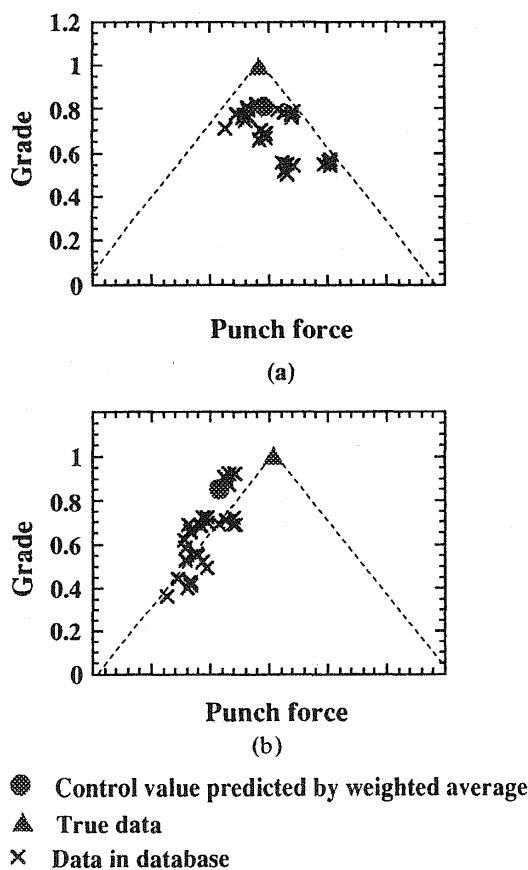 1.2
1
0.8
0.6
0.4
0.2
0
Grade
Punch force
(a)
1
0.8
0.6
0.4
0.2
0
Grade
Punch force
(b)
Control value predicted by weighted average
True data
Data in database